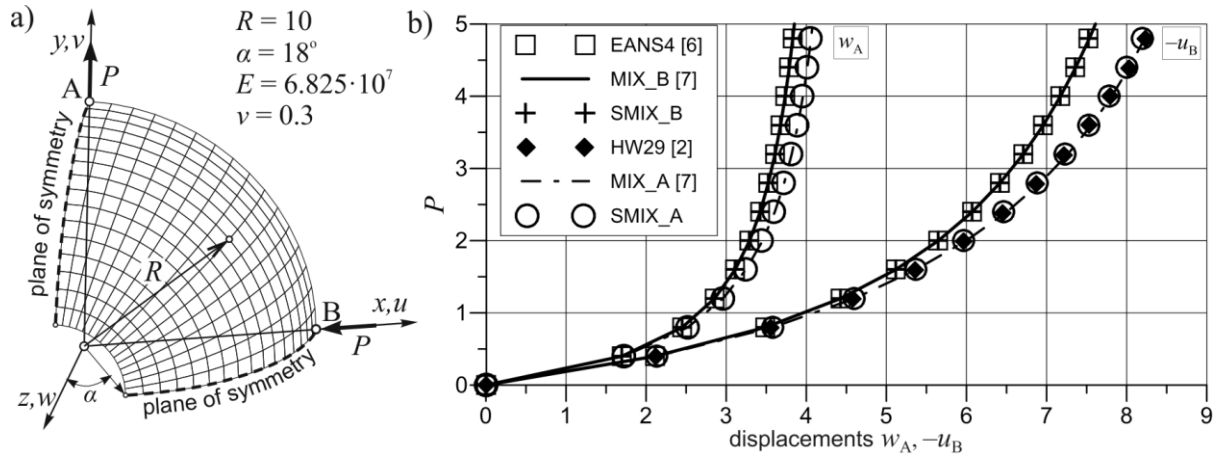 a)
y,v
P
A
R = 10
α = 18°
E = 6.825·10⁷
ν = 0.3
plane of symmetry
R
B
x,u
P
z,w
α
plane of symmetry
b)
5
4
3
2
1
0
P
EANS4 [6]
MIX_B [7]
SMIX_B
HW29 [2]
MIX_A [7]
SMIX_A
w_A
–u_B
0 1 2 3 4 5 6 7 8 9
displacements w_A, –u_B